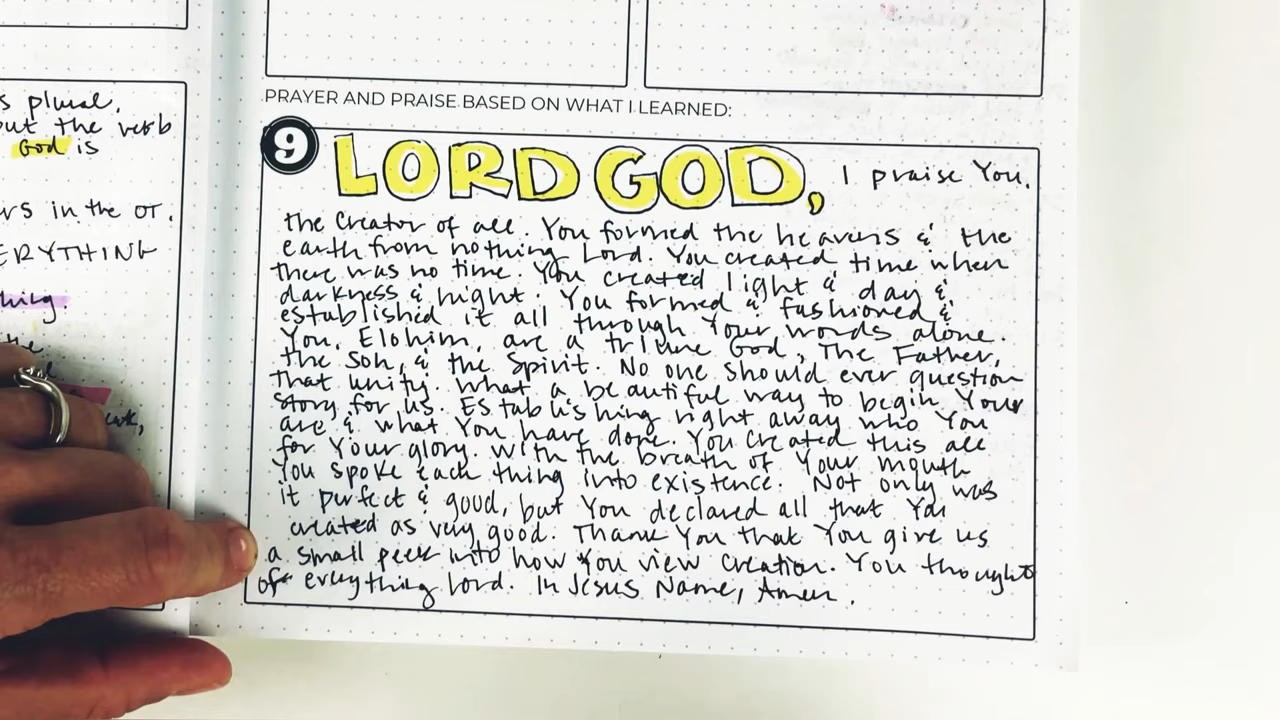 s plural,
but the verb
God is
rs in the OT.
ERYTHING
hing.
the
PRAYER AND PRAISE BASED ON WHAT I LEARNED:
9
LORD GOD, I praise You.
the Creator of all. You formed the heavens & the
earth from nothing Lord. You created time when
there was no time. You created light & day &
darkness & night. You formed & fashioned &
established it all through Your words alone.
You, Elohim, are a triune God, The Father,
the Son, & the Spirit. No one should ever question
that unity. What a beautiful way to begin Your
story for us. Establishing right away who You
are & what You have done. You created this all
for Your glory. With the breath of Your mouth
You spoke each thing into existence. Not only was
it perfect & good, but You declared all that You
created as very good. Thank You that You give us
a small peek into how You view Creation. You thought
of everything Lord. In Jesus Name, Amen.